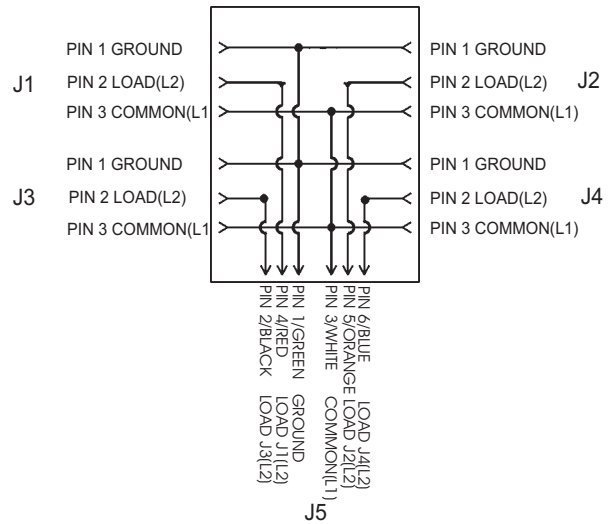 PIN 1 GROUND
PIN 1 GROUND
J1
PIN 2 LOAD(L2)
PIN 2 LOAD(L2)
J2
PIN 3 COMMON(L1
PIN 3 COMMON(L1)
PIN 1 GROUND
PIN 1 GROUND
J3
PIN 2 LOAD(L2)
PIN 2 LOAD(L2)
J4
PIN 3 COMMON(L1
PIN 3 COMMON(L1)
PIN 2/BLACK LOAD J3(L2)
PIN 4/RED LOAD J1(L2)
PIN 1/GREEN GROUND
PIN 3/WHITE COMMON(L1)
PIN 5/ORANGE LOAD J2(L2)
PIN 6/BLUE LOAD J4(L2)
J5